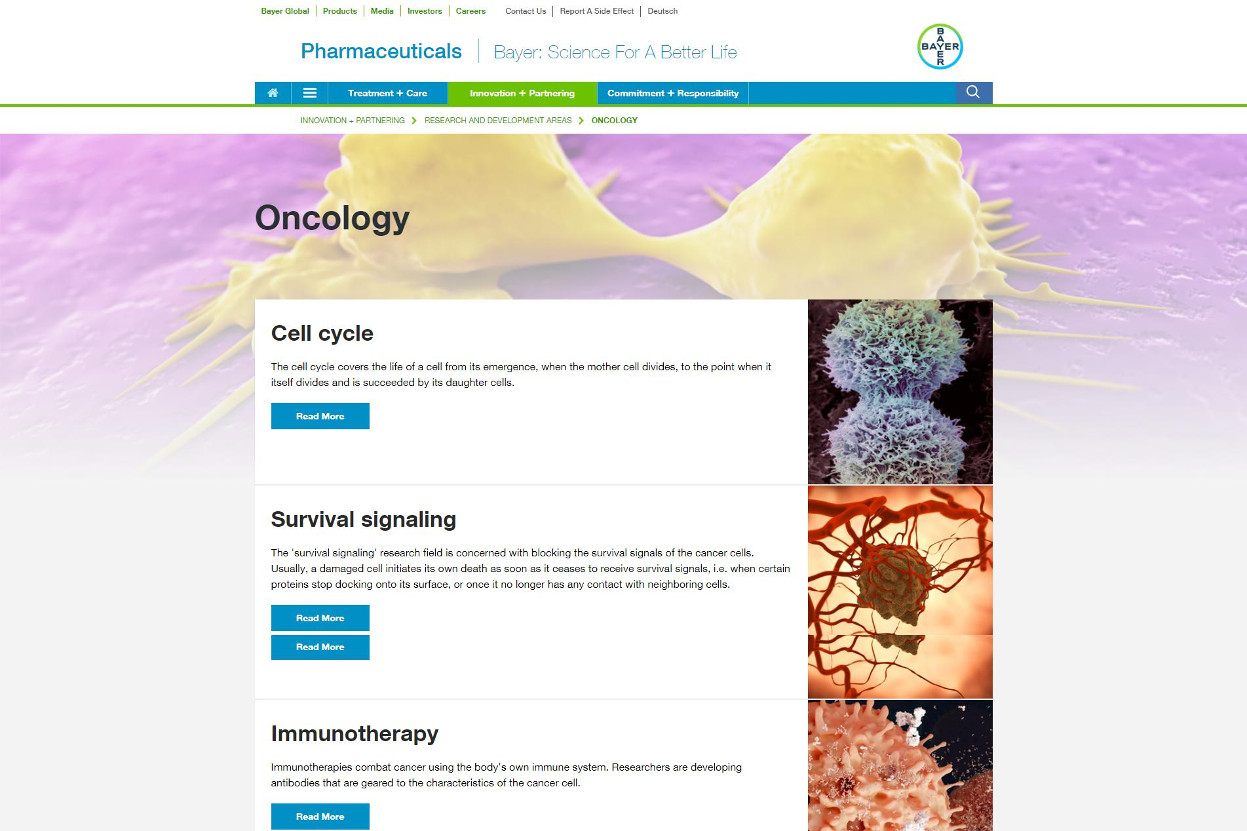 Bayer Global Products Media Investors Careers Contact Us Report A Side Effect Deutsch
Pharmaceuticals Bayer: Science For A Better Life
BAYER
BAYER
Treatment + Care Innovation + Partnering Commitment + Responsibility
INNOVATION + PARTNERING RESEARCH AND DEVELOPMENT AREAS ONCOLOGY
Oncology
Cell cycle
The cell cycle covers the life of a cell from its emergence, when the mother cell divides, to the point when it
itself divides and is succeeded by its daughter cells.
Read More
Survival signaling
The 'survival signaling' research field is concerned with blocking the survival signals of the cancer cells.
Usually, a damaged cell initiates its own death as soon as it ceases to receive survival signals, i.e. when certain
proteins stop docking onto its surface, or once it no longer has any contact with neighboring cells.
Read More
Read More
Immunotherapy
Immunotherapies combat cancer using the body's own immune system. Researchers are developing
antibodies that are geared to the characteristics of the cancer cell.
Read More